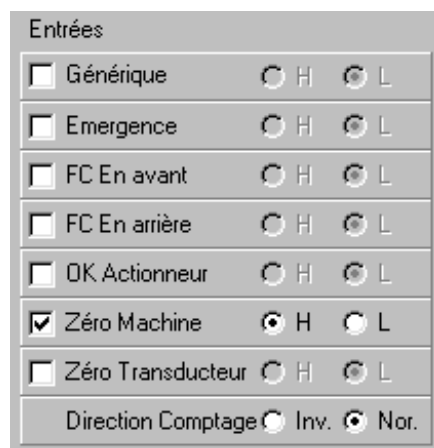 Entrées
Générique H L
Emergence H L
FC En avant H L
FC En arrière H L
OK Actionneur H L
Zéro Machine H L
Zéro Transducteur H L
Direction Comptage Inv. Nor.